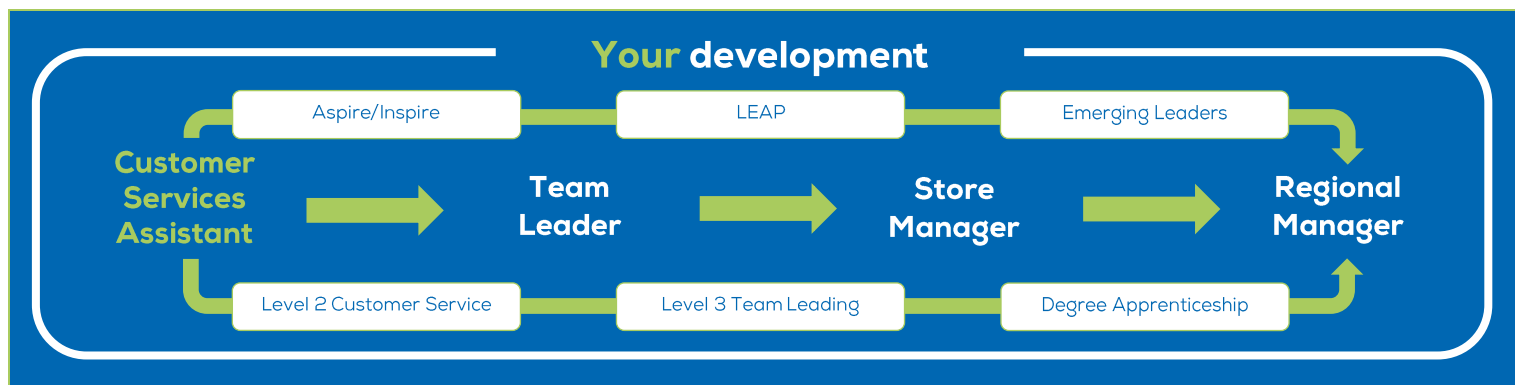 Your development
Aspire/Inspire
LEAP
Emerging Leaders
Customer
Services
Assistant
Team
Leader
Store
Manager
Regional
Manager
Level 2 Customer Service
Level 3 Team Leading
Degree Apprenticeship